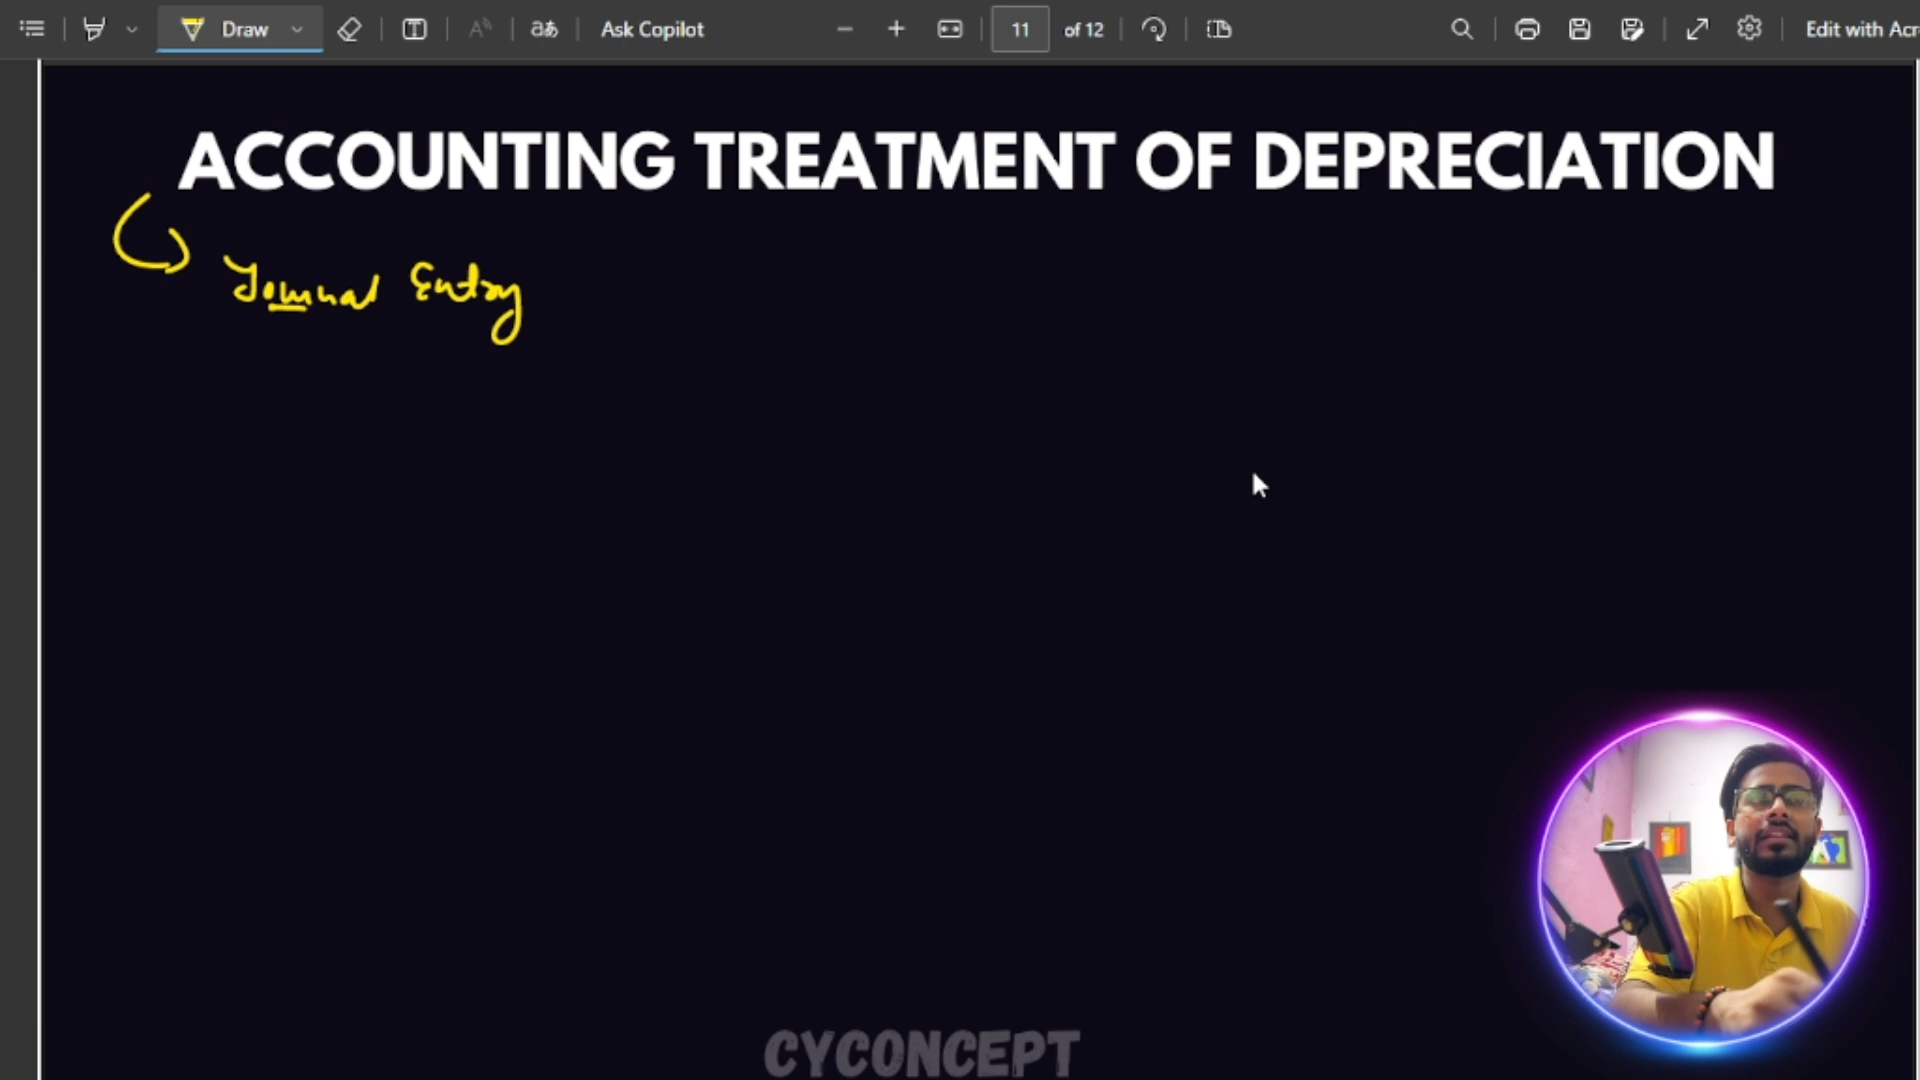 Draw
Ask Copilot
11 of 12
Edit with Acr
ACCOUNTING TREATMENT OF DEPRECIATION
Journal Entry
CYCONCEPT